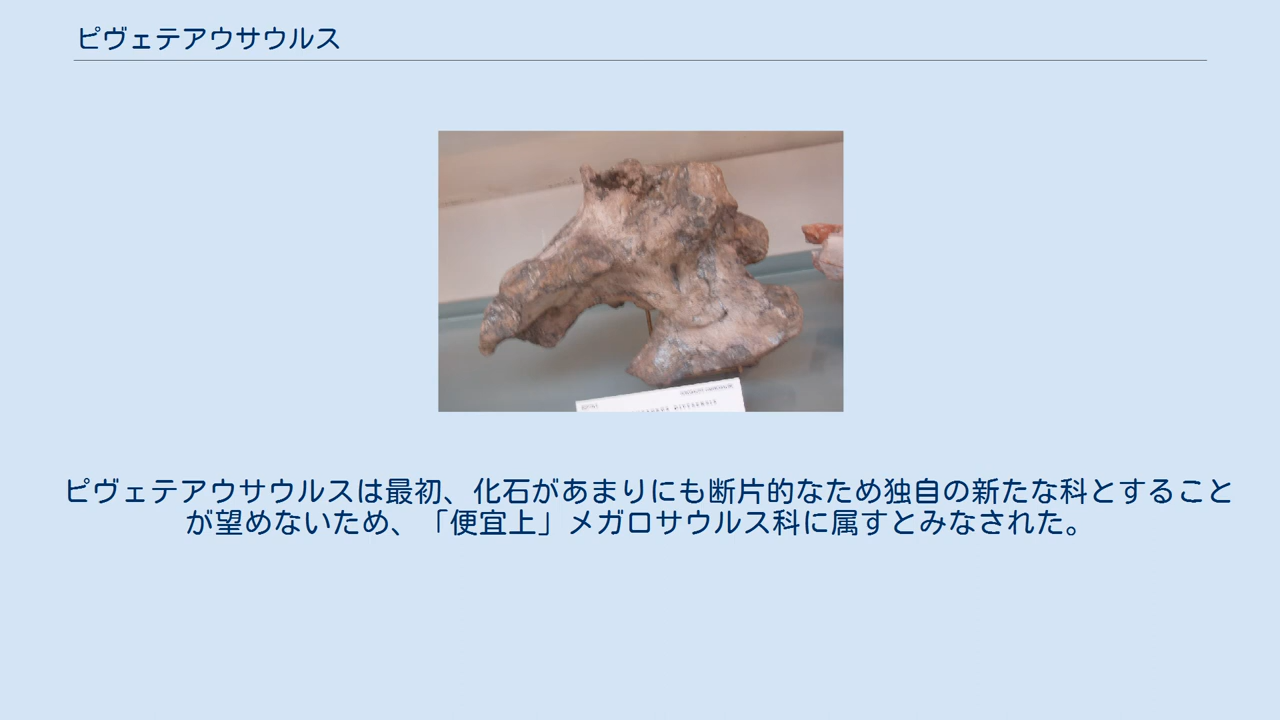 ピヴェテアウサウルス
ピヴェテアウサウルスは最初、化石があまりにも断片的なため独自の新たな科とすること
が望めないため、「便宜上」メガロサウルス科に属すとみなされた。